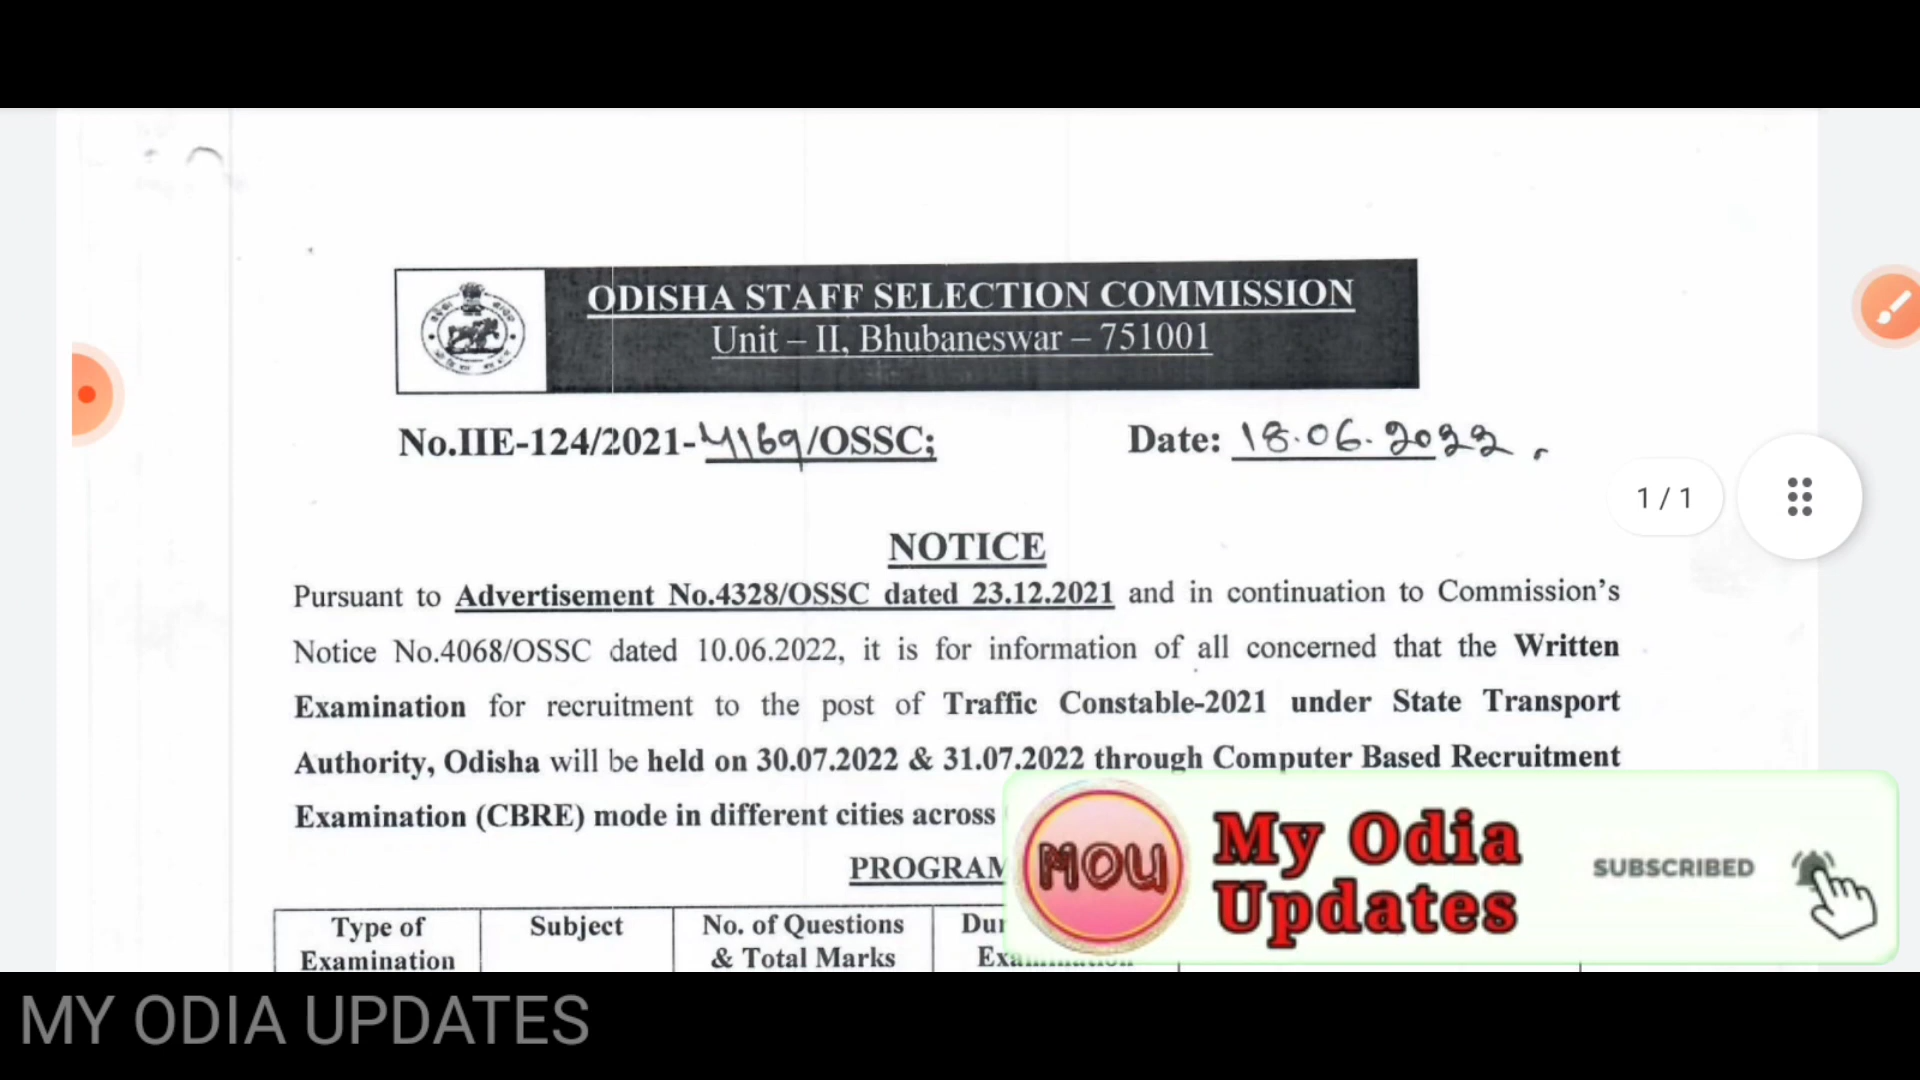 ODISHA STAFF SELECTION COMMISSION
Unit – II, Bhubaneswar – 751001
No.IIE-124/2021-4169/OSSC;
Date: 18.06.2022
1 / 1
NOTICE
Pursuant to Advertisement No.4328/OSSC dated 23.12.2021 and in continuation to Commission's
Notice No.4068/OSSC dated 10.06.2022, it is for information of all concerned that the Written
Examination for recruitment to the post of Traffic Constable-2021 under State Transport
Authority, Odisha will be held on 30.07.2022 & 31.07.2022 through Computer Based Recruitment
Examination (CBRE) mode in different cities across
PROGRAM
Type of
Examination
Subject
No. of Questions
& Total Marks
MOU
My Odia
Updates
SUBSCRIBED
MY ODIA UPDATES